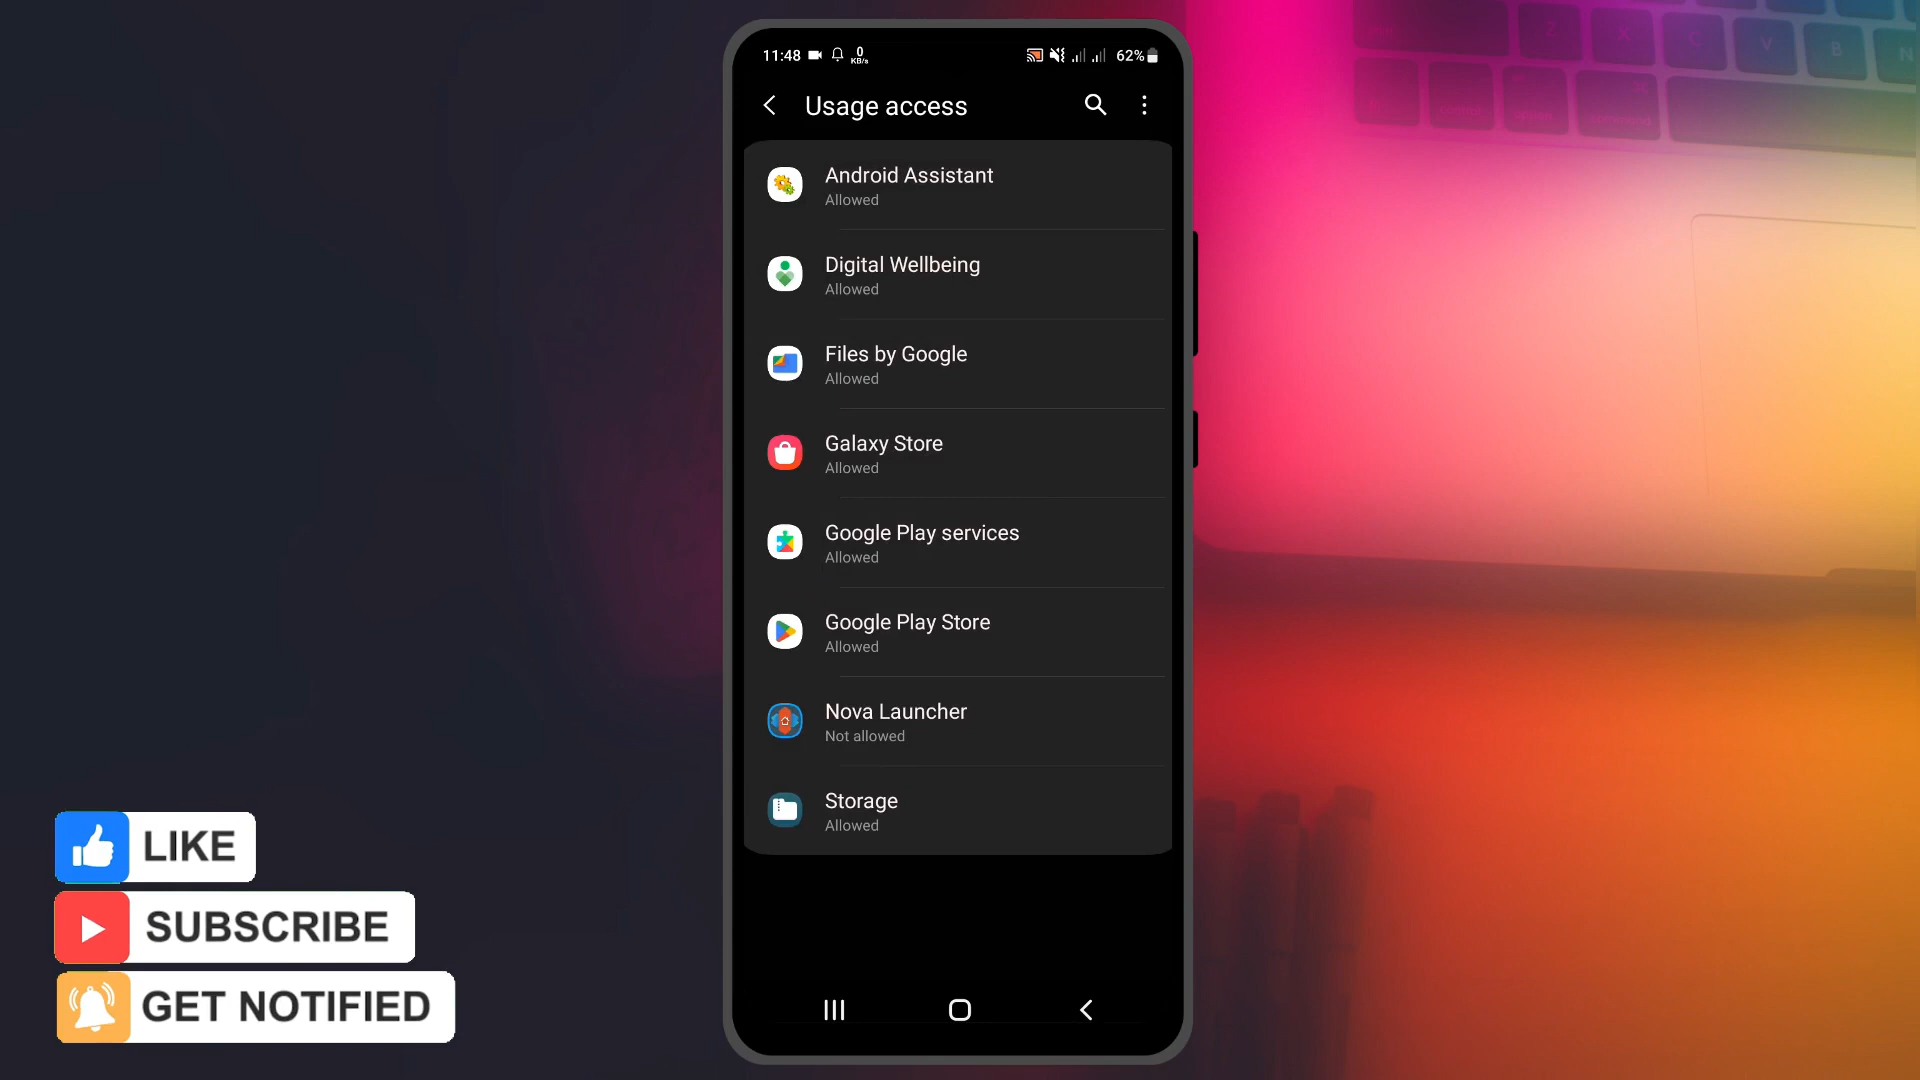 11:48
0
KB/s
62%
Usage access
Android Assistant
Allowed
Digital Wellbeing
Allowed
Files by Google
Allowed
Galaxy Store
Allowed
Google Play services
Allowed
Google Play Store
Allowed
Nova Launcher
Not allowed
Storage
Allowed
LIKE
SUBSCRIBE
GET NOTIFIED
Z
X
C
V
B
N
option
command